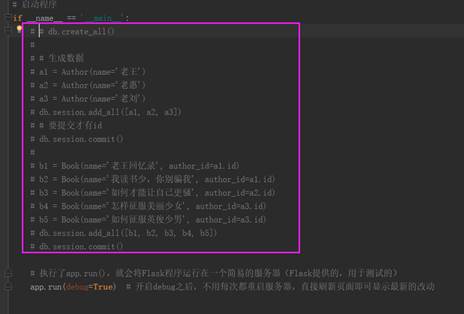 # 启动程序
if __name__ == '__main__':
# # db.create_all()
#
# # 生成数据
# a1 = Author(name='老王')
# a2 = Author(name='老惠')
# a3 = Author(name='老刘')
# db.session.add_all([a1, a2, a3])
# # 要提交才有id
# db.session.commit()
#
# b1 = Book(name='老王回忆录', author_id=a1.id)
# b2 = Book(name='我读书少，你别骗我', author_id=a1.id)
# b3 = Book(name='如何才能让自己更骚', author_id=a2.id)
# b4 = Book(name='怎样征服美丽少女', author_id=a3.id)
# b5 = Book(name='如何征服英俊少男', author_id=a3.id)
# db.session.add_all([b1, b2, b3, b4, b5])
# db.session.commit()
# 执行了app.run()，就会将Flask程序运行在一个简易的服务器（Flask提供的，用于测试的）
app.run(debug=True) # 开启debug之后，不用每次都重启服务器，直接刷新页面即可显示最新的改动